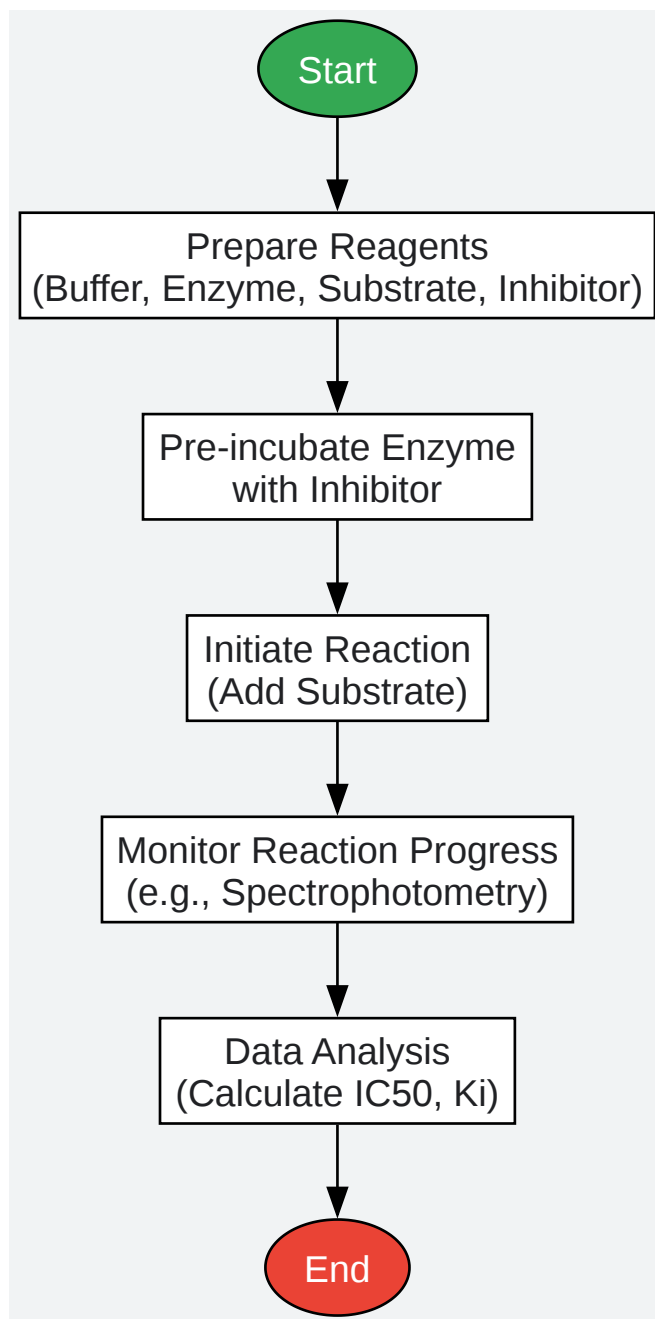 Start
Prepare Reagents
(Buffer, Enzyme, Substrate, Inhibitor)
Pre-incubate Enzyme
with Inhibitor
Initiate Reaction
(Add Substrate)
Monitor Reaction Progress
(e.g., Spectrophotometry)
Data Analysis
(Calculate IC50, Ki)
End